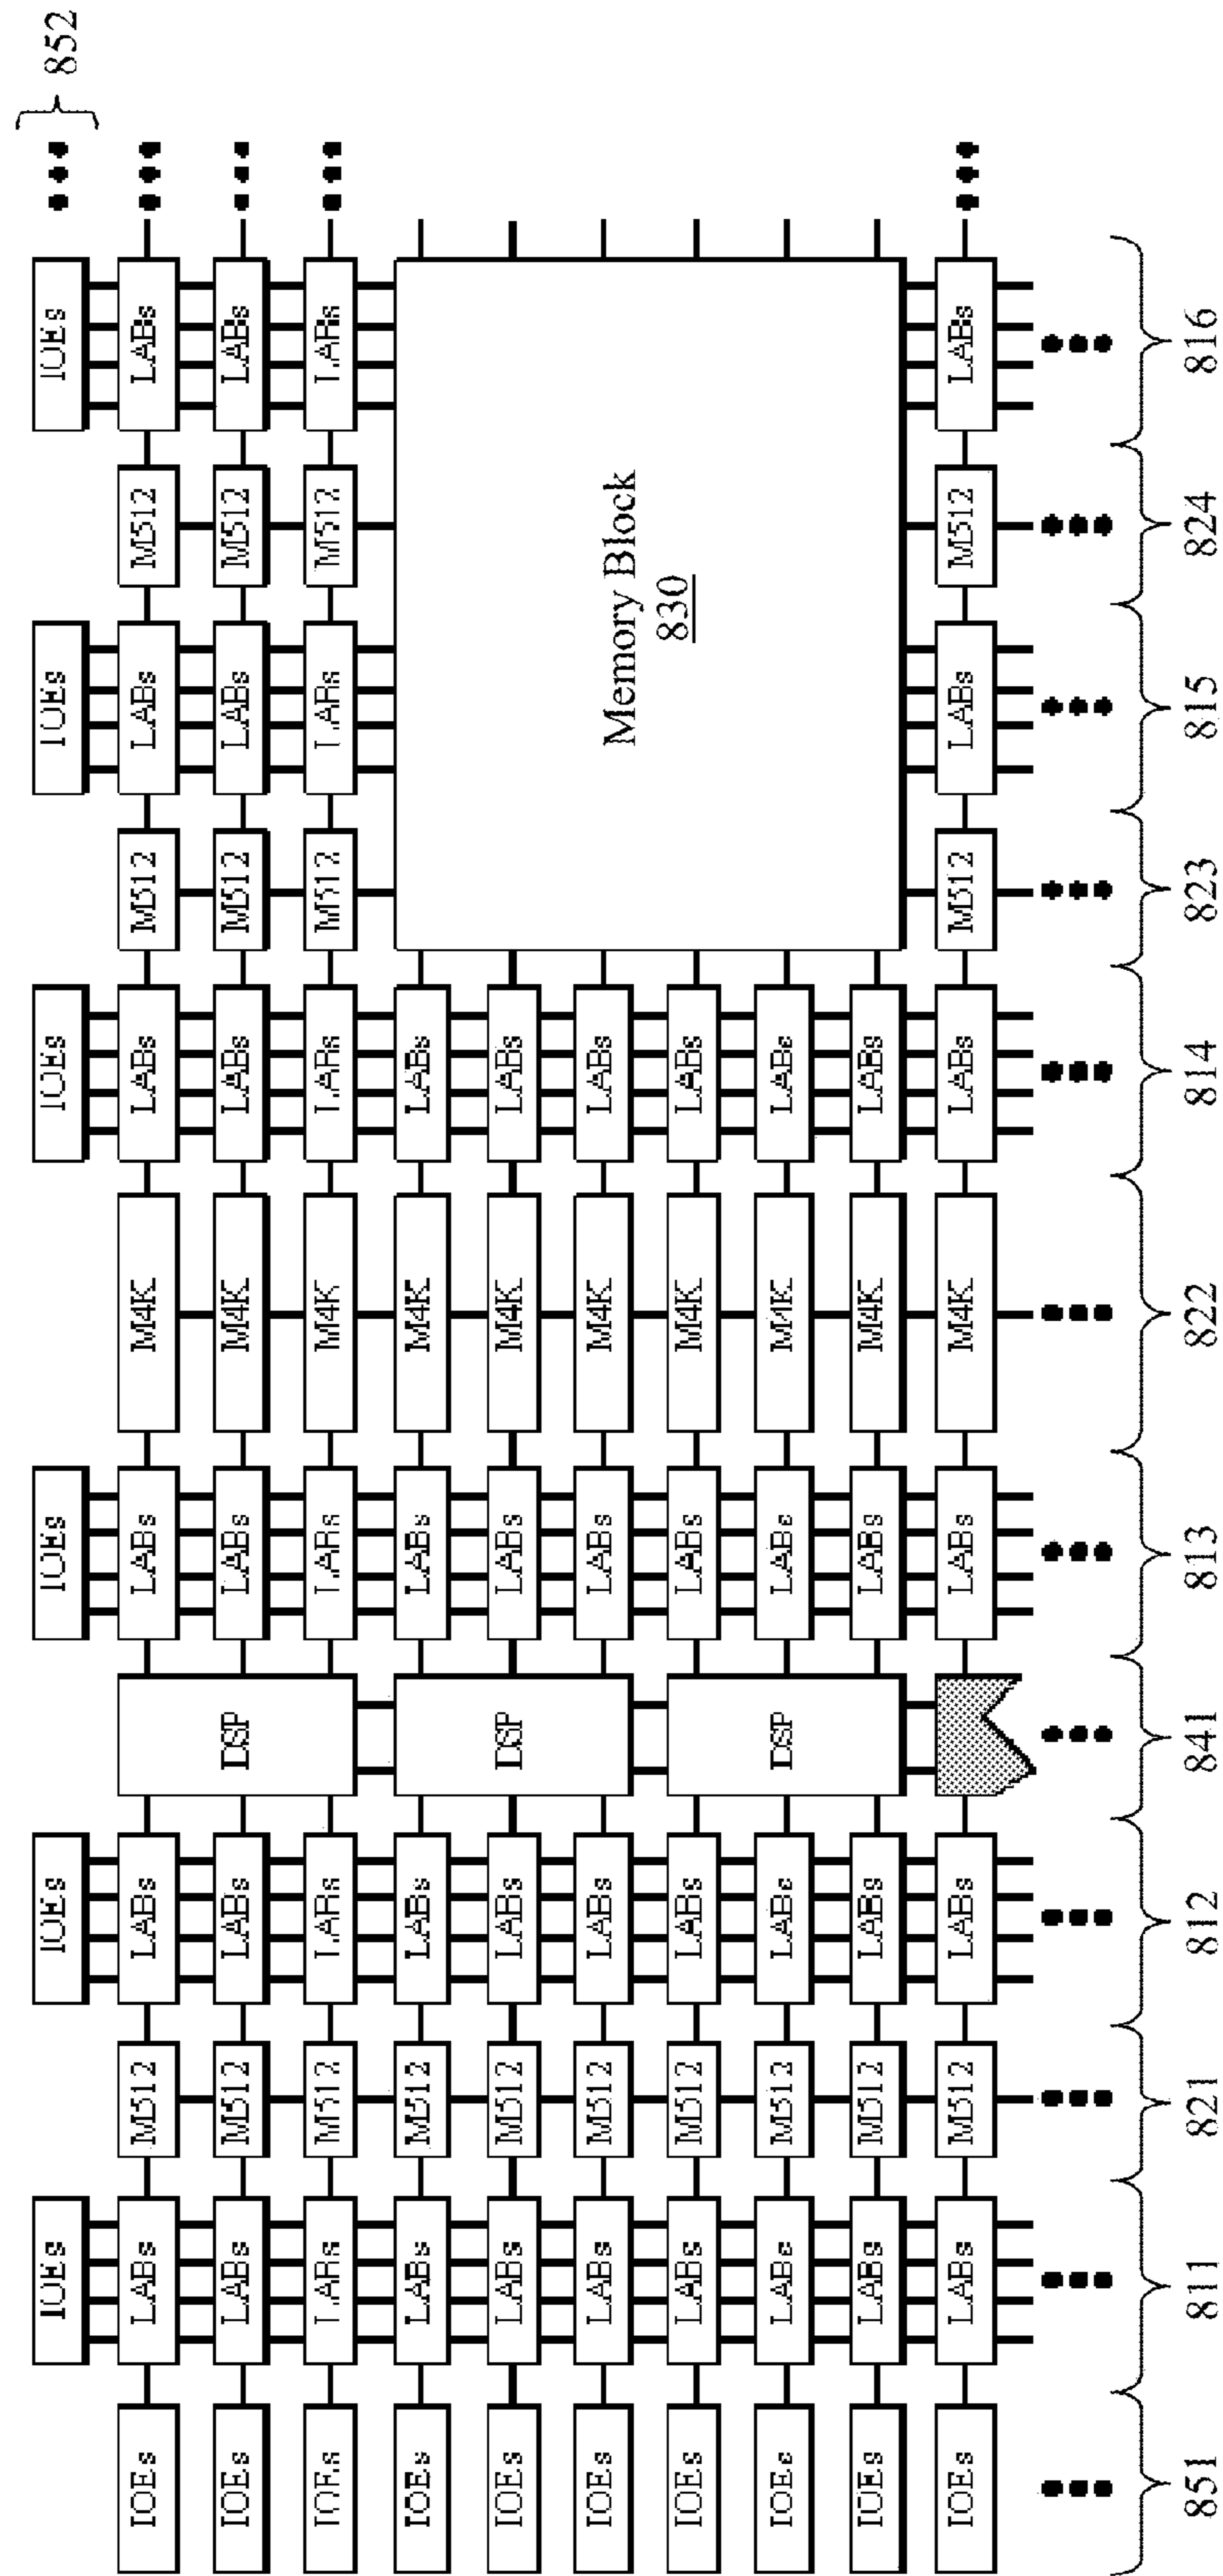 IOEs IOEs IOEs IOEs IOEs IOEs 852
IOEs LABs M512 LABs LABs M4K LABs M512 LABs M512 LABs
IOEs LABs M512 LABs DSP LABs M4K LABs M512 LABs M512 LABs
IOEs LABs M512 LABs LABs M4K LABs M512 LABs M512 LABs
IOEs LABs M512 LABs LABs M4K LABs
IOEs LABs M512 LABs DSP LABs M4K LABs
IOEs LABs M512 LABs LABs M4K LABs Memory Block
IOEs LABs M512 LABs LABs M4K LABs 830
IOEs LABs M512 LABs DSP LABs M4K LABs
IOEs LABs M512 LABs LABs M4K LABs
IOEs LABs M512 LABs LABs M4K LABs M512 LABs M512 LABs
851 811 821 812 841 813 822 814 823 815 824 816